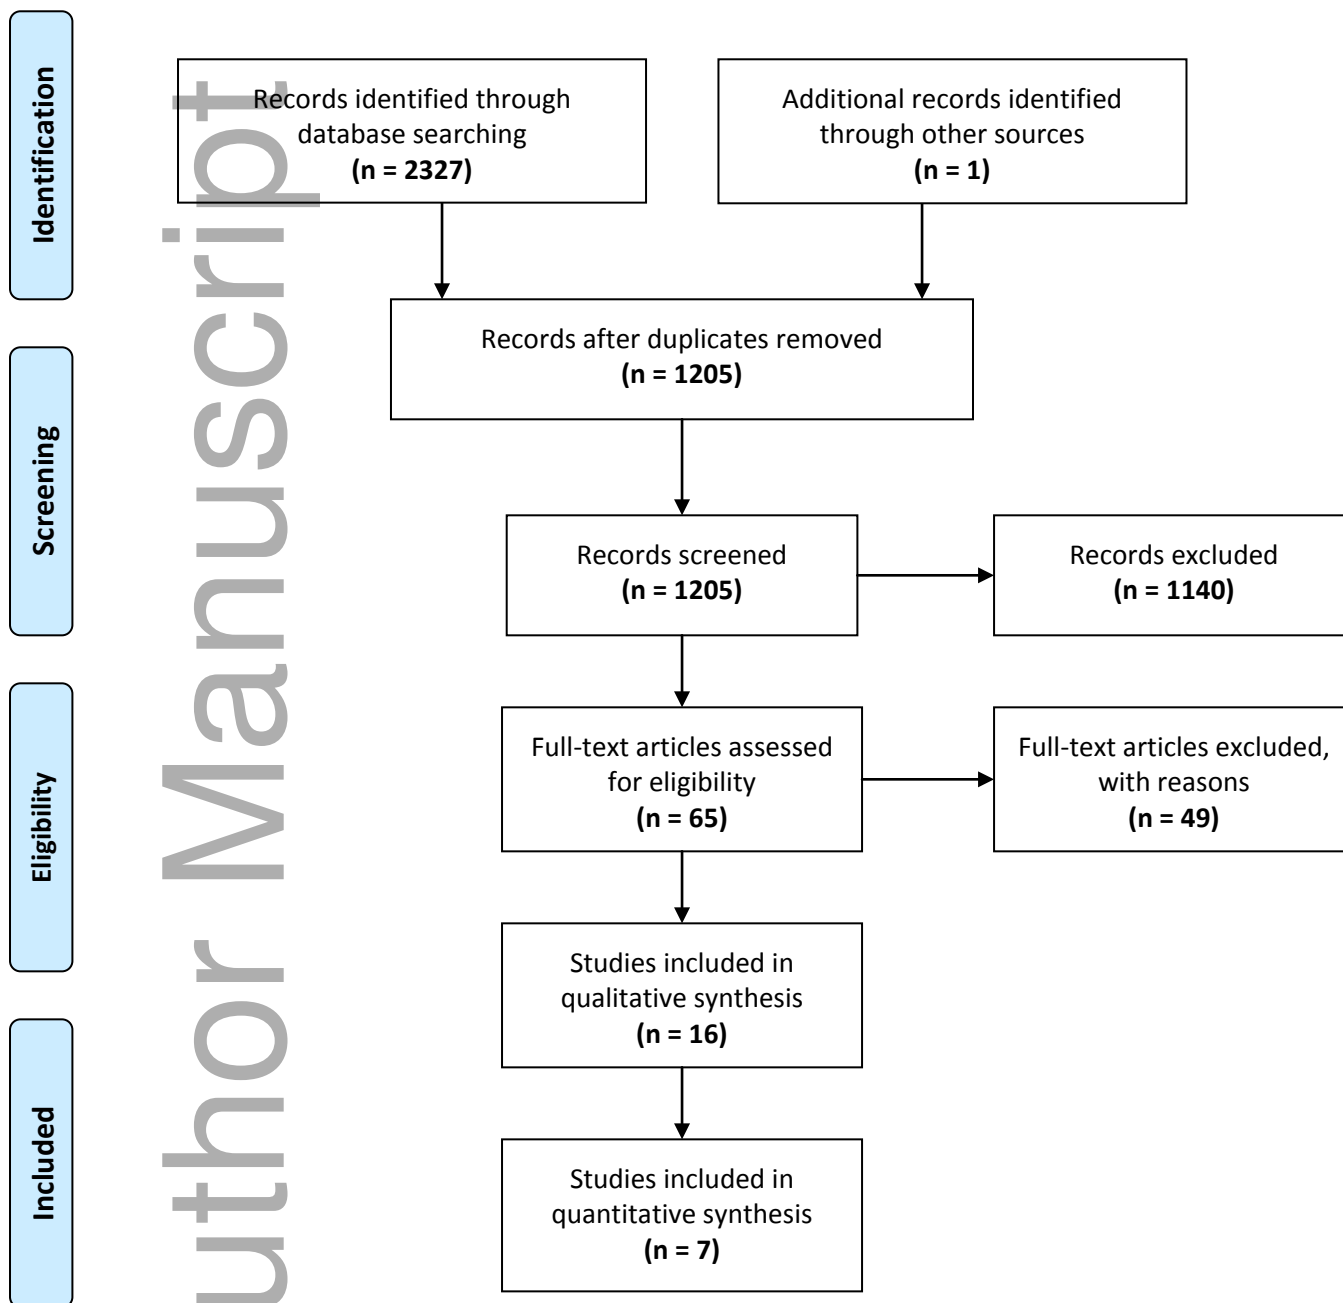 Identification
Records identified through
database searching
(n = 2327)
Additional records identified
through other sources
(n = 1)
Records after duplicates removed
(n = 1205)
Screening
Records screened
(n = 1205)
Records excluded
(n = 1140)
Eligibility
Full-text articles assessed
for eligibility
(n = 65)
Full-text articles excluded,
with reasons
(n = 49)
Studies included in
qualitative synthesis
(n = 16)
Included
Studies included in
quantitative synthesis
(n = 7)
uthor Manuscript